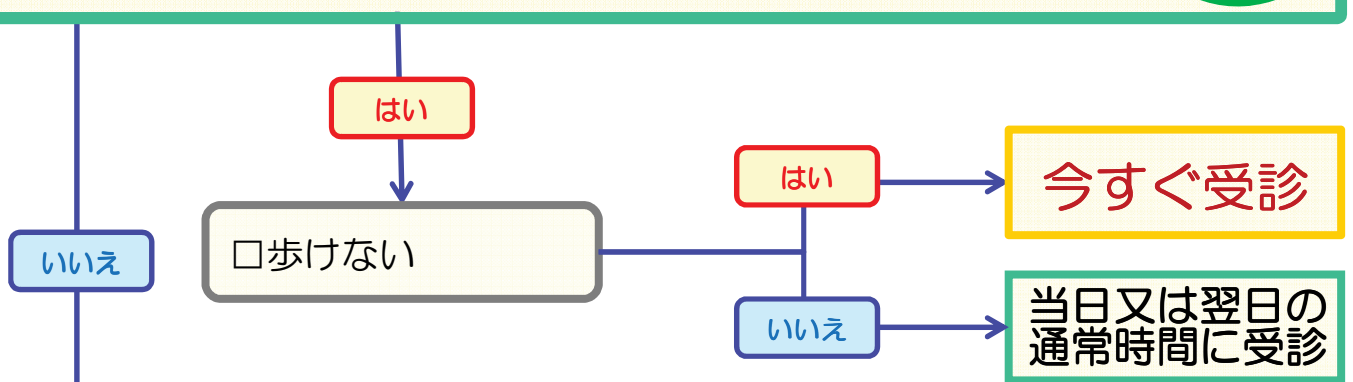 はい
はい
今すぐ受診
いいえ
□歩けない
いいえ
当日又は翌日の
通常時間に受診